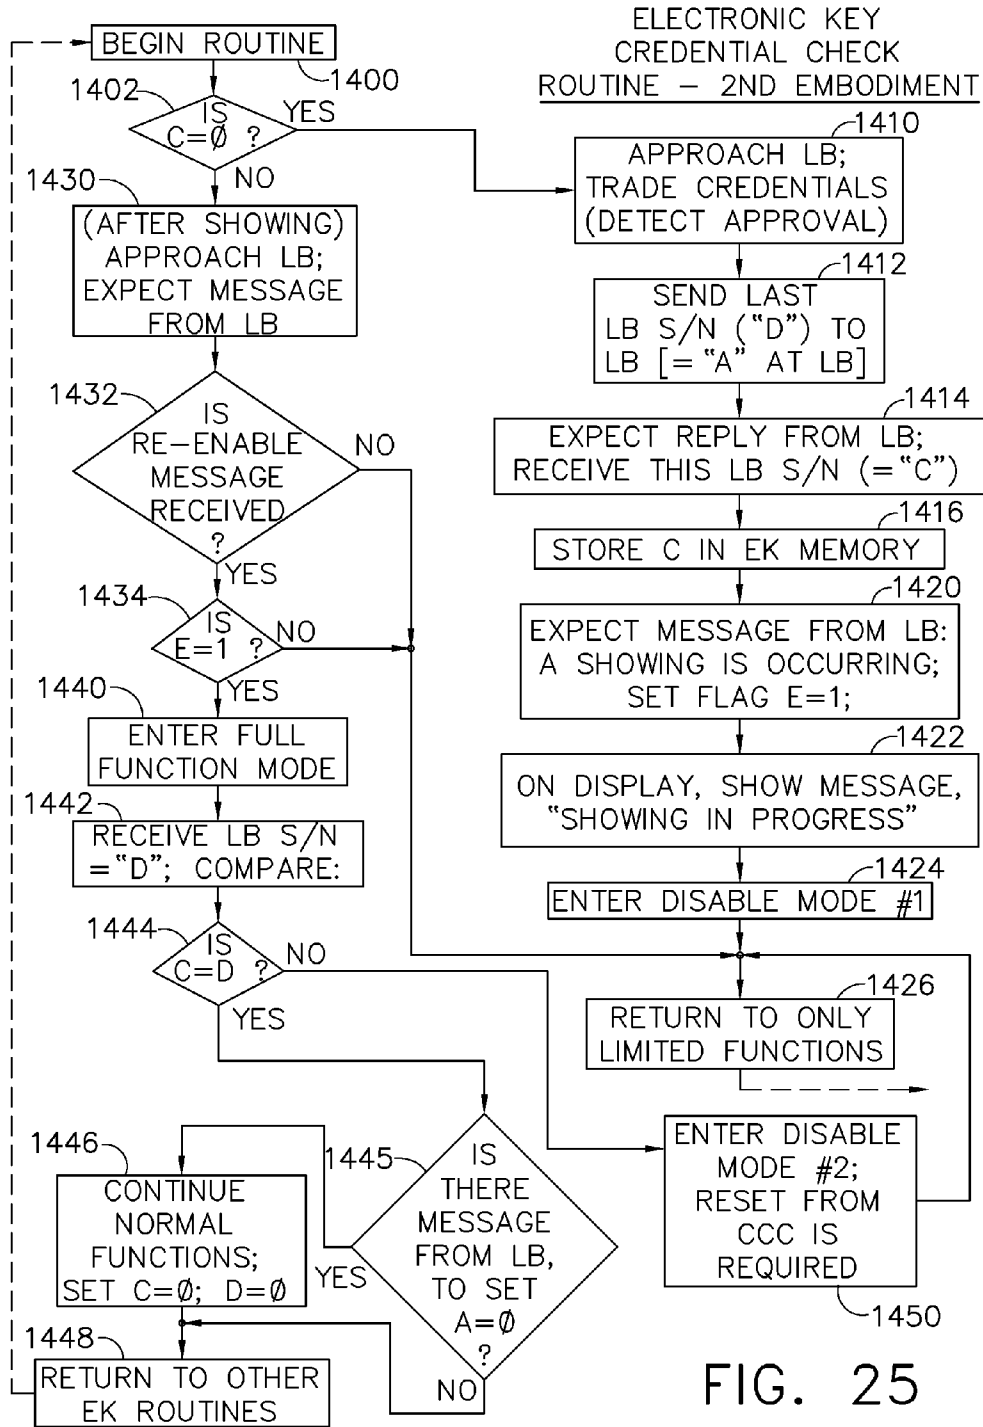 ELECTRONIC KEY
CREDENTIAL CHECK
ROUTINE – 2ND EMBODIMENT
BEGIN ROUTINE
1400
1402
IS
C=Ø ?
YES
NO
1430
(AFTER SHOWING)
APPROACH LB;
EXPECT MESSAGE
FROM LB
1432
IS
RE-ENABLE
MESSAGE
RECEIVED
?
NO
YES
1434
IS
E=1 ?
NO
YES
1440
ENTER FULL
FUNCTION MODE
1442
RECEIVE LB S/N
="D"; COMPARE:
1444
IS
C=D ?
NO
YES
1445
IS
THERE
MESSAGE
FROM LB,
TO SET
A=Ø
?
YES
NO
1446
CONTINUE
NORMAL
FUNCTIONS;
SET C=Ø; D=Ø
1448
RETURN TO OTHER
EK ROUTINES
1410
APPROACH LB;
TRADE CREDENTIALS
(DETECT APPROVAL)
1412
SEND LAST
LB S/N ("D") TO
LB [= "A" AT LB]
1414
EXPECT REPLY FROM LB;
RECEIVE THIS LB S/N (="C")
1416
STORE C IN EK MEMORY
1420
EXPECT MESSAGE FROM LB:
A SHOWING IS OCCURRING;
SET FLAG E=1;
1422
ON DISPLAY, SHOW MESSAGE,
"SHOWING IN PROGRESS"
1424
ENTER DISABLE MODE #1
1426
RETURN TO ONLY
LIMITED FUNCTIONS
ENTER DISABLE
MODE #2;
RESET FROM
CCC IS
REQUIRED
1450
FIG. 25